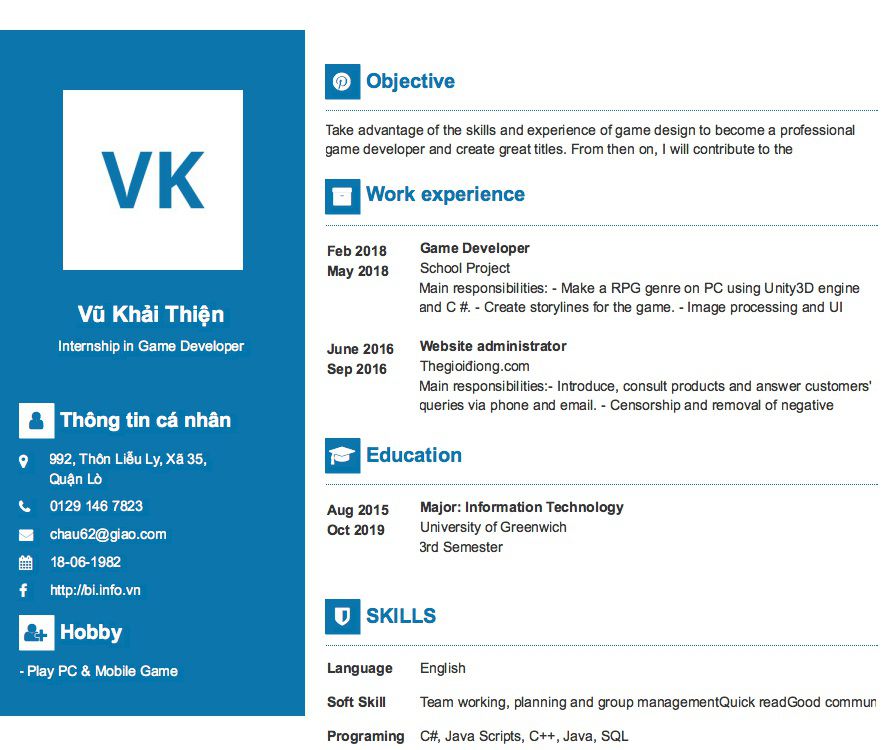 VK
Vũ Khải Thiện
Internship in Game Developer
Thông tin cá nhân
992, Thôn Liễu Ly, Xã 35,
Quận Lò
0129 146 7823
chau62@giao.com
18-06-1982
http://bi.info.vn
Hobby
- Play PC & Mobile Game
Objective
Take advantage of the skills and experience of game design to become a professional
game developer and create great titles. From then on, I will contribute to the
Work experience
Feb 2018
May 2018
Game Developer
School Project
Main responsibilities: - Make a RPG genre on PC using Unity3D engine
and C #. - Create storylines for the game. - Image processing and UI
June 2016
Sep 2016
Website administrator
Thegioiđiong.com
Main responsibilities:- Introduce, consult products and answer customers'
queries via phone and email. - Censorship and removal of negative
Education
Aug 2015
Oct 2019
Major: Information Technology
University of Greenwich
3rd Semester
SKILLS
Language English
Soft Skill Team working, planning and group managementQuick readGood commun
Programing C#, Java Scripts, C++, Java, SQL